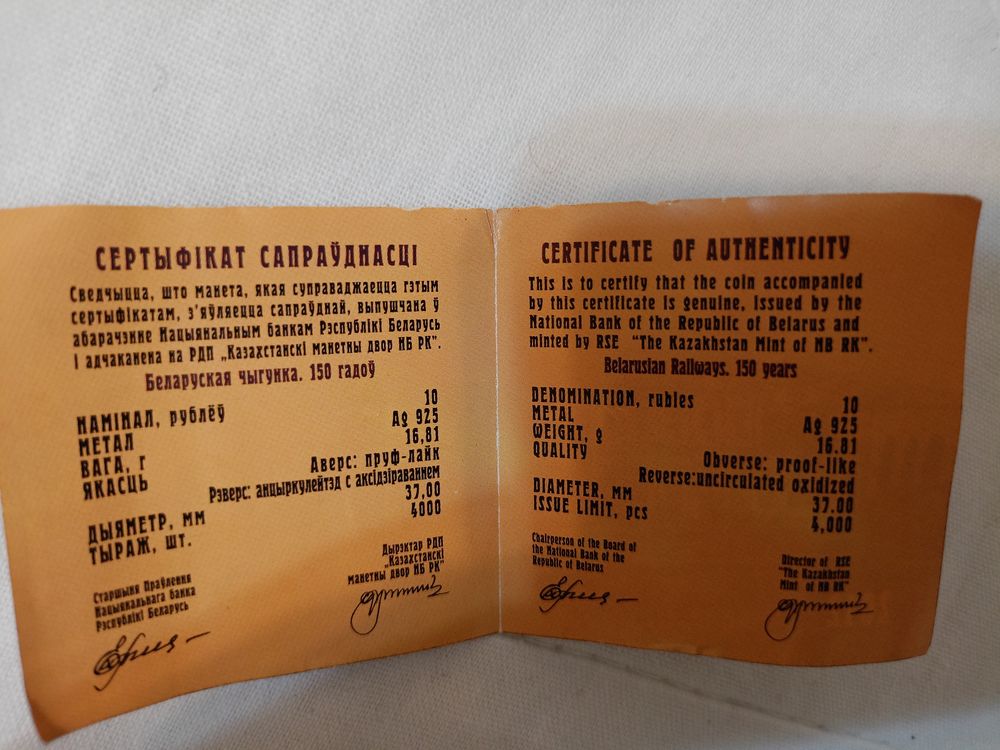 СЕРТЫФІКАТ САПРАЎДНАСЦІ
Сведчыцца, што манета, якая суправаджаецца гэтым
сертыфікатам, з'яўляецца сапраўднай, выпушчана ў
абарачэнне Нацыянальным банкам Рэспублікі Беларусь
і адчаканена на РДП „Казахстанскі манетны двор НБ РК".
Беларуская чыгунка. 150 гадоў
НАМІНАЛ, рублёў 10
МЕТАЛ Ag 925
ВАГА, г 16,81
ЯКАСЦЬ Аверс: пруф-лайк
Рэверс: анцыркулейтэд с аксідзіраваннем
ДЫЯМЕТР, мм 37,00
ТЫРАЖ, шт. 4000
Старшыня Праўлення
Нацыянальнага банка
Рэспублікі Беларусь
Дырэктар РДП
„Казахстанскі
манетны двор НБ РК"
CERTIFICATE OF AUTHENTICITY
This is to certify that the coin accompanied
by this certificate is genuine, issued by the
National Bank of the Republic of Belarus and
minted by RSE "The Kazakhstan Mint of NB RK".
Belarusian Railways. 150 years
DENOMINATION, rubles 10
METAL Ag 925
WEIGHT, g 16.81
QUALITY Obverse: proof-like
Reverse:uncirculated oxidized
DIAMETER, MM 37.00
ISSUE LIMIT, pcs 4,000
Chairperson of the Board of
the National Bank of the
Republic of Belarus
Director of RSE
"The Kazakhstan
Mint of NB RK"